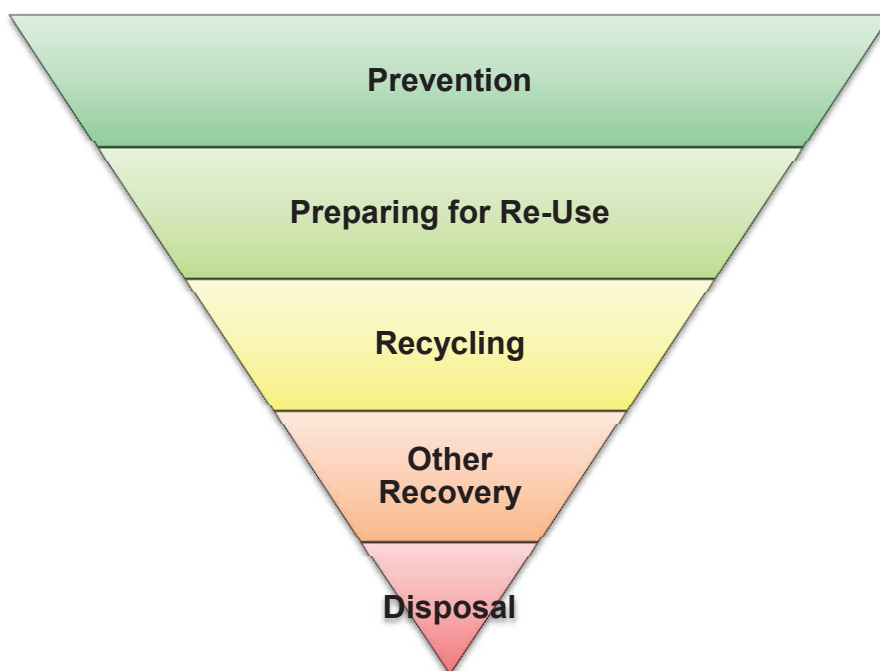 Prevention
Preparing for Re-Use
Recycling
Other
Recovery
Disposal